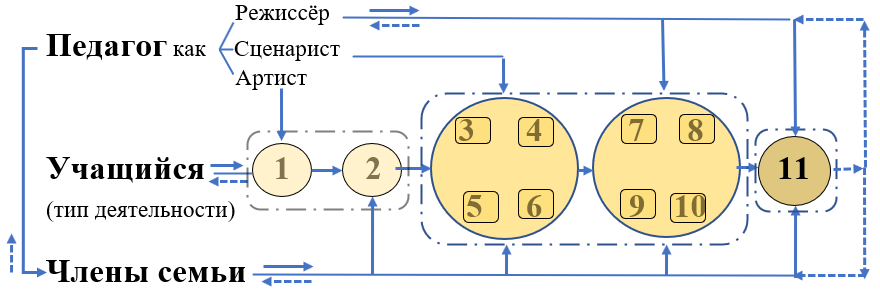 Режиссёр
Педагог как Сценарист
Артист
3 4 7 8
Учащийся 1 2 11
(тип деятельности) 5 6 9 10
Члены семьи